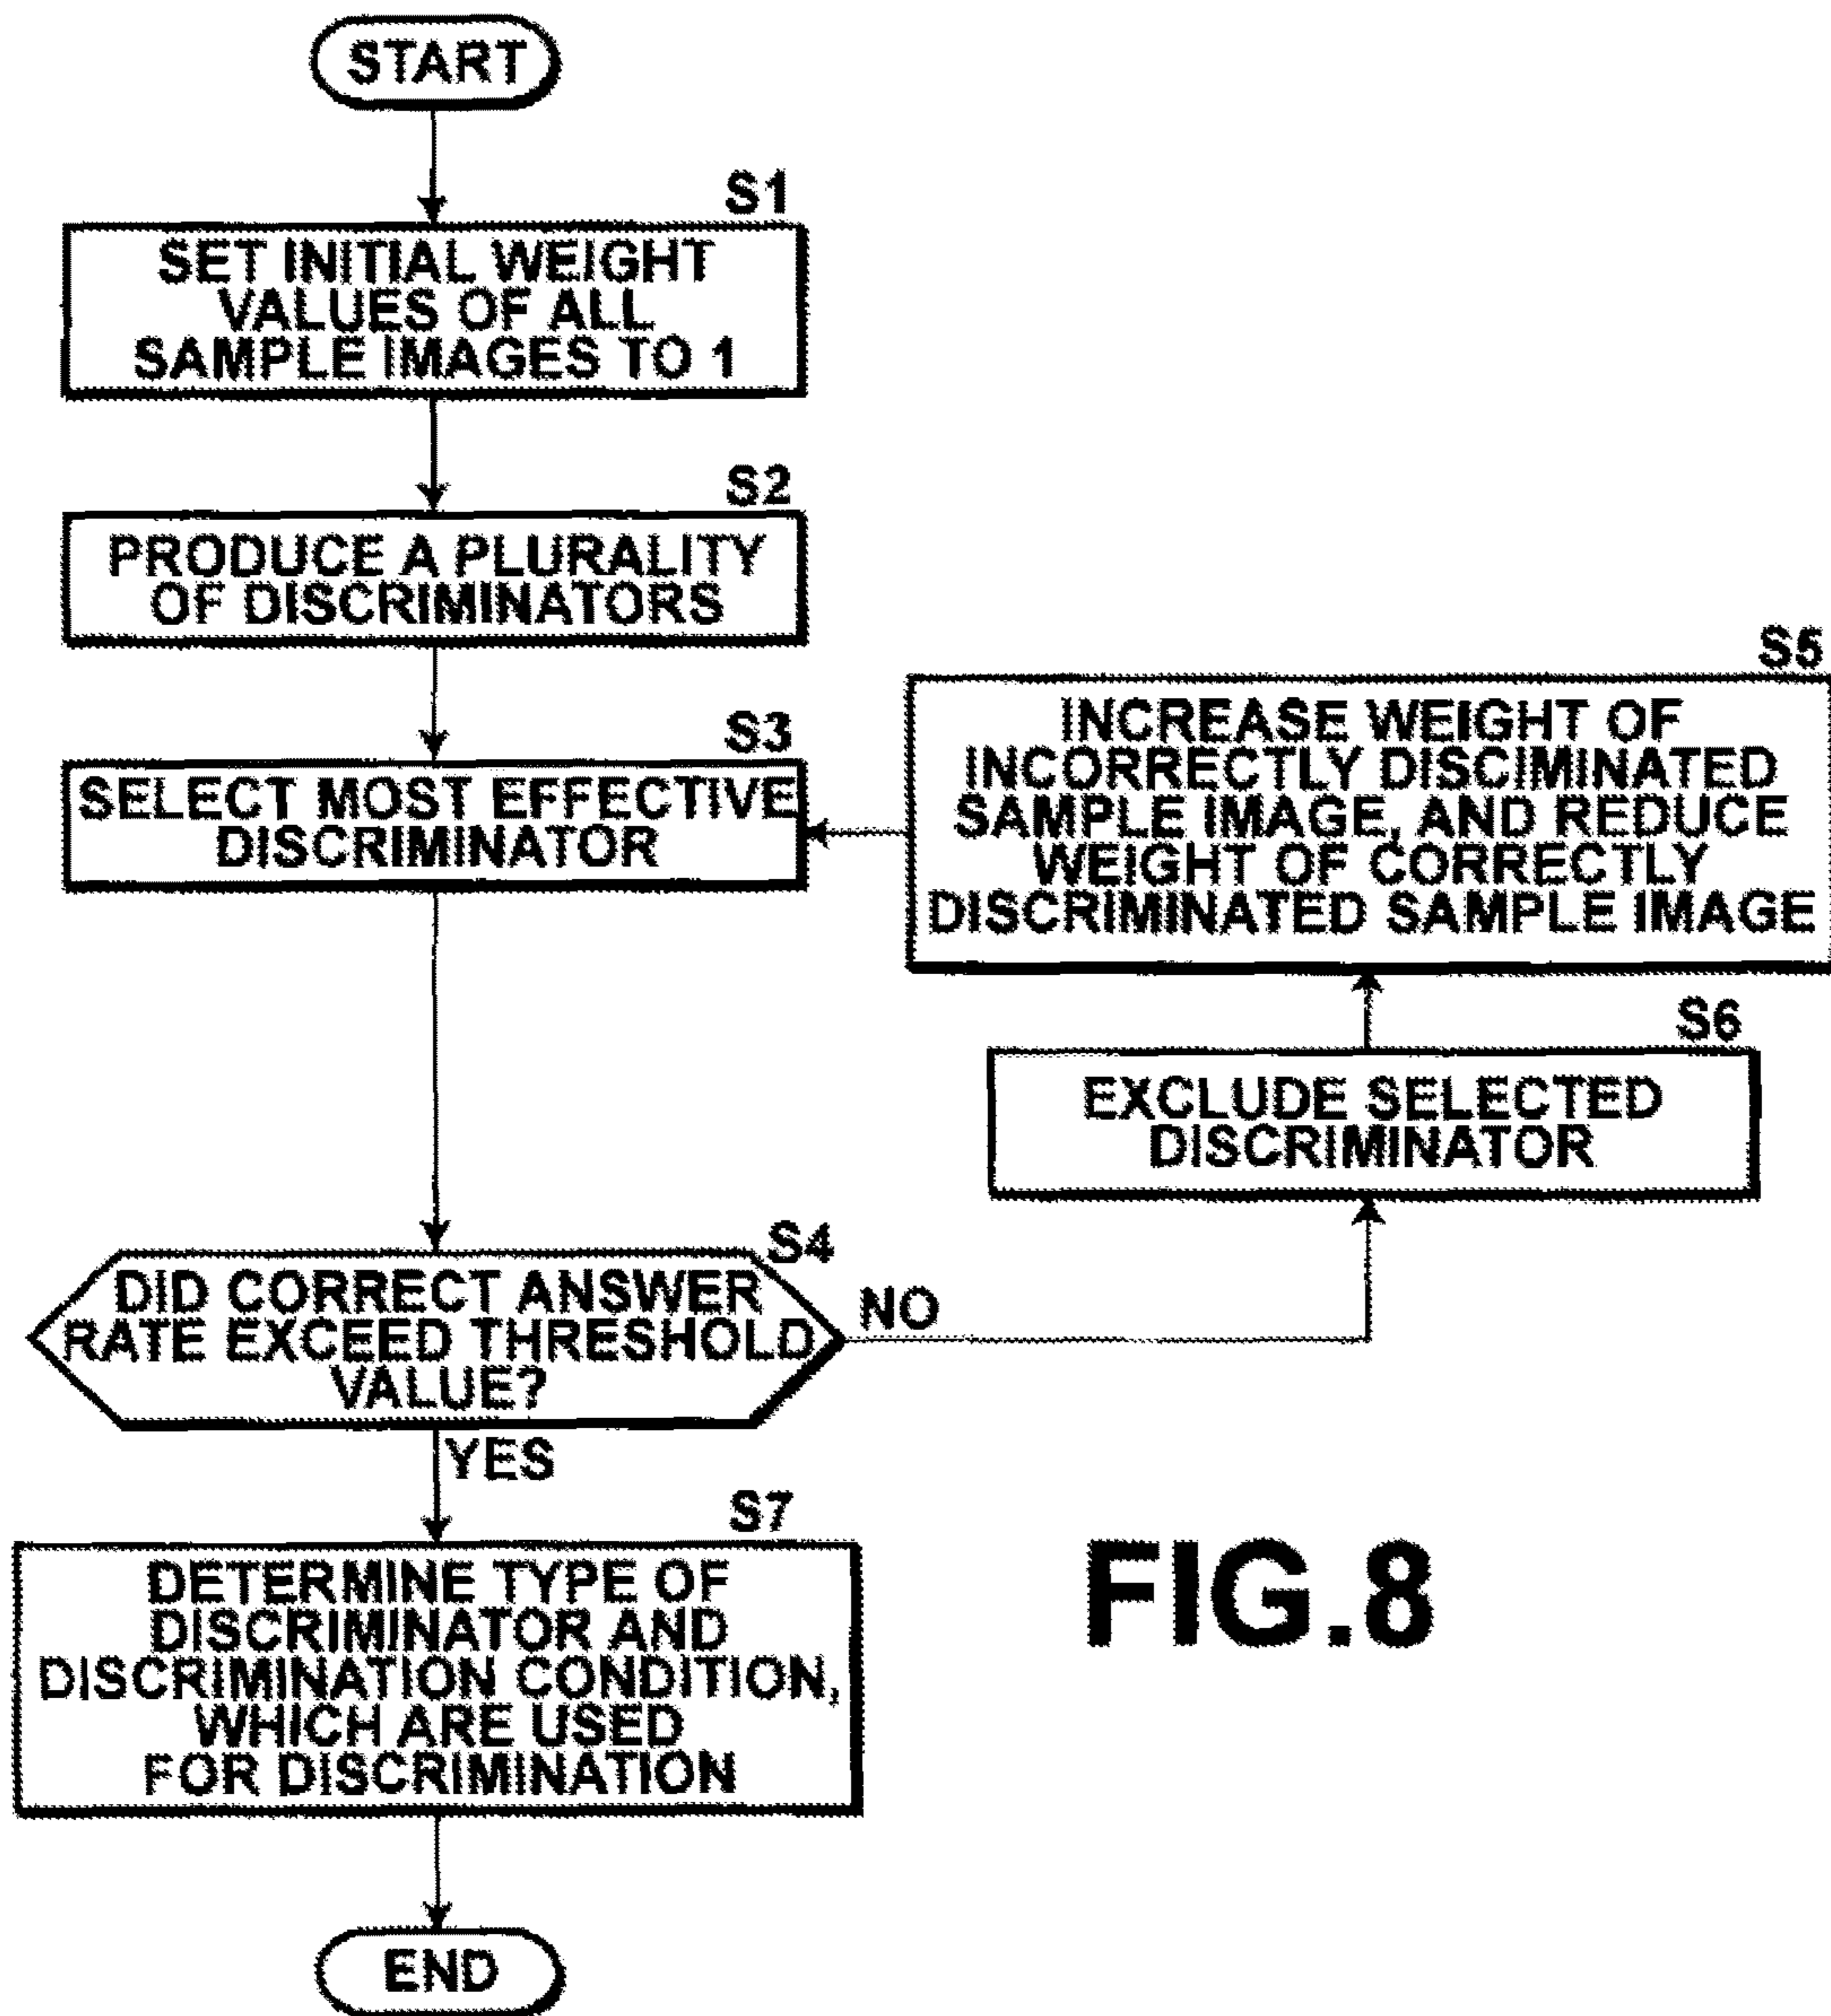 START
S1
SET INITIAL WEIGHT
VALUES OF ALL
SAMPLE IMAGES TO 1
S2
PRODUCE A PLURALITY
OF DISCRIMINATORS
S3
SELECT MOST EFFECTIVE
DISCRIMINATOR
S5
INCREASE WEIGHT OF
INCORRECTLY DISCIMINATED
SAMPLE IMAGE, AND REDUCE
WEIGHT OF CORRECTLY
DISCRIMINATED SAMPLE IMAGE
S6
EXCLUDE SELECTED
DISCRIMINATOR
S4
DID CORRECT ANSWER
RATE EXCEED THRESHOLD
VALUE?
NO
YES
S7
DETERMINE TYPE OF
DISCRIMINATOR AND
DISCRIMINATION CONDITION,
WHICH ARE USED
FOR DISCRIMINATION
END
FIG.8